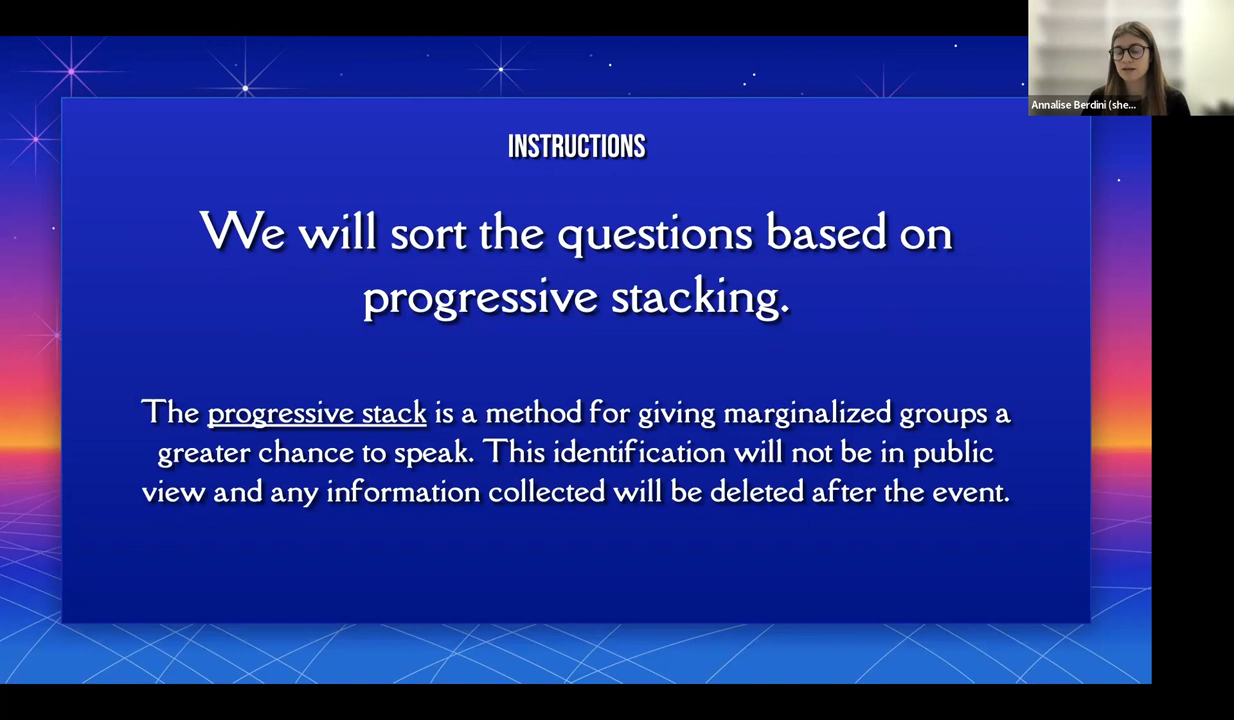 INSTRUCTIONS
We will sort the questions based on
progressive stacking.
The progressive stack is a method for giving marginalized groups a
greater chance to speak. This identification will not be in public
view and any information collected will be deleted after the event.
Annalise Berdini (she...